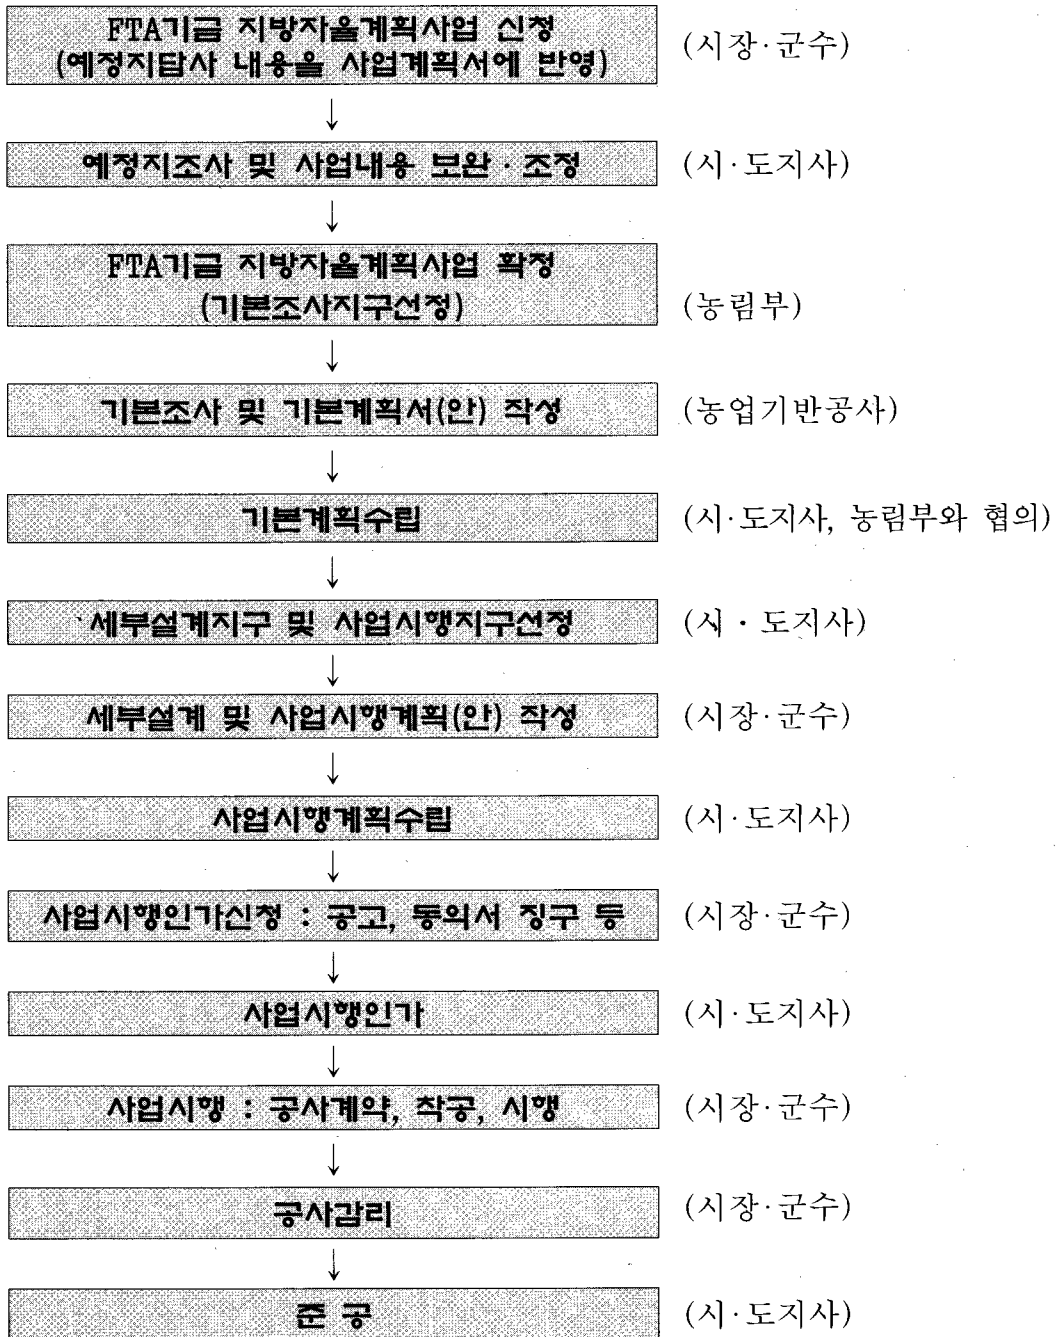 FTA기금 지방자율계획사업 신청
(예정지답사 내용을 사업계획서에 반영)
(시장·군수)
↓
예정지조사 및 사업내용 보완·조정
(시·도지사)
↓
FTA기금 지방자율계획사업 확정
(기본조사지구선정)
(농림부)
↓
기본조사 및 기본계획서(안) 작성
(농업기반공사)
↓
기본계획수립
(시·도지사, 농림부와 협의)
↓
세부설계지구 및 사업시행지구선정
(시·도지사)
↓
세부설계 및 사업시행계획(안) 작성
(시장·군수)
↓
사업시행계획수립
(시·도지사)
↓
사업시행인가신청 : 공고, 동의서 징구 등
(시장·군수)
↓
사업시행인가
(시·도지사)
↓
사업시행 : 공사계약, 착공, 시행
(시장·군수)
↓
공사감리
(시장·군수)
↓
준 공
(시·도지사)